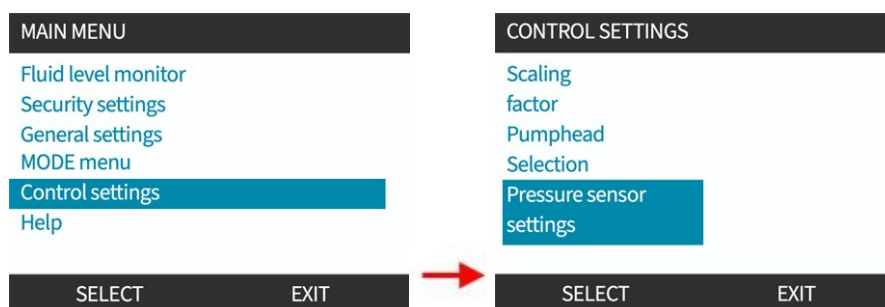 MAIN MENU
Fluid level monitor
Security settings
General settings
MODE menu
Control settings
Help
SELECT EXIT
CONTROL SETTINGS
Scaling
factor
Pumphead
Selection
Pressure sensor
settings
SELECT EXIT